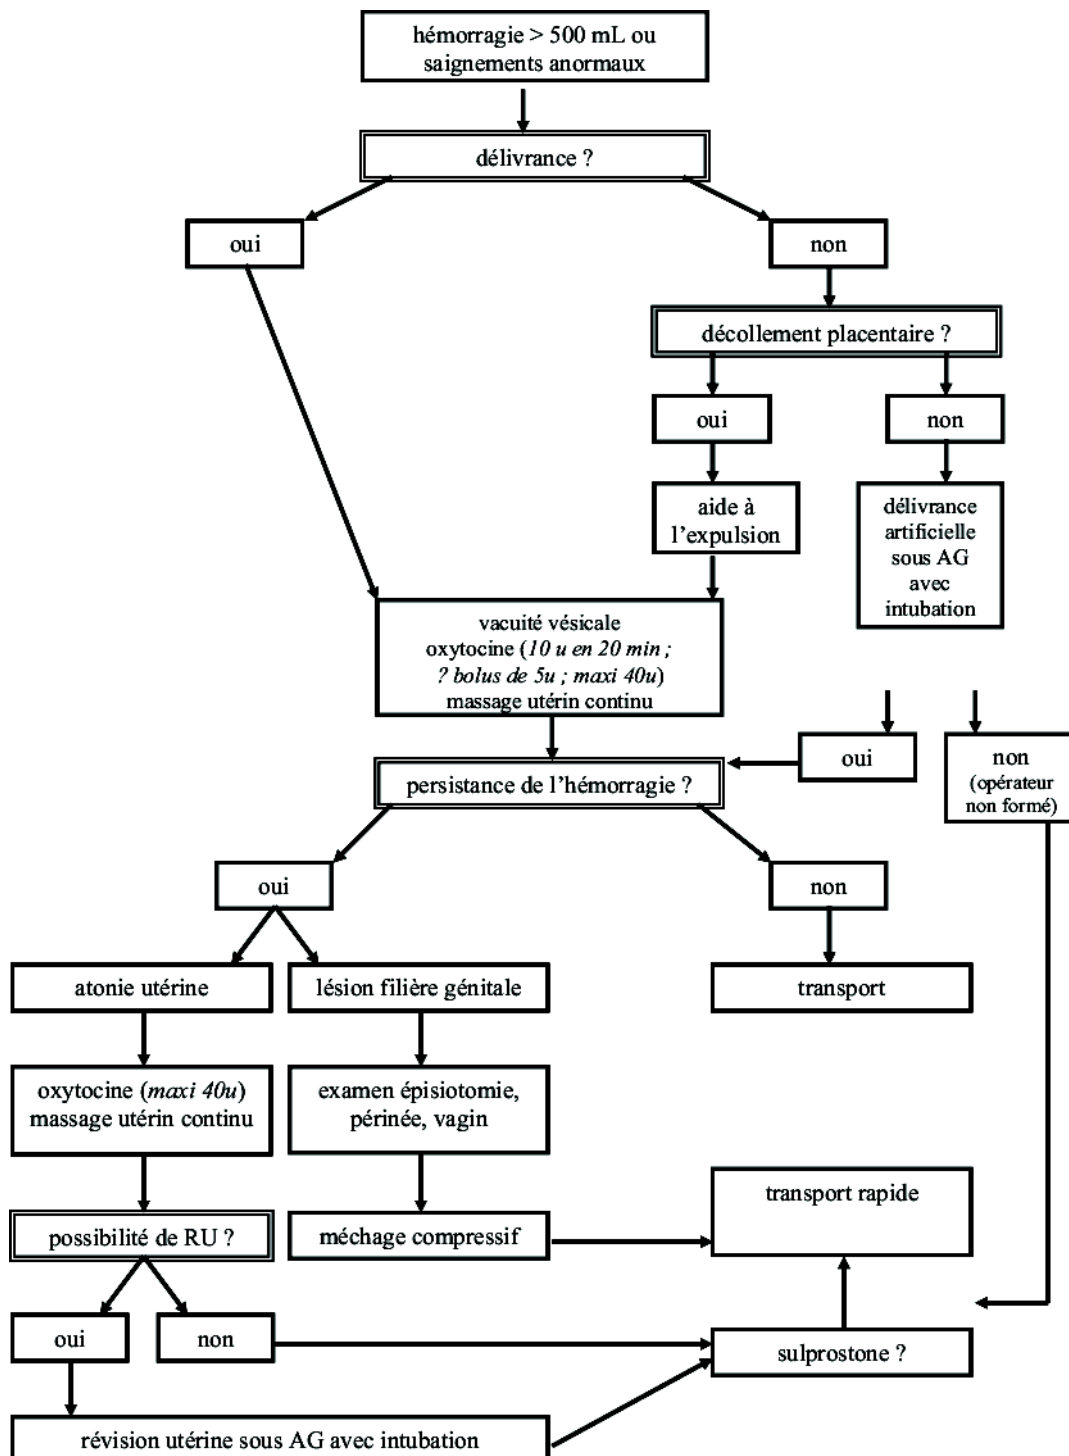 hémorragie > 500 mL ou
saignements anormaux
délivrance ?
oui
non
décollement placentaire ?
oui
non
aide à
l’expulsion
délivrance
artificielle
sous AG
avec
intubation
vacuité vésicale
oxytocine (10 u en 20 min ;
? bolus de 5u ; maxi 40u)
massage utérin continu
oui
non
(opérateur
non formé)
persistance de l’hémorragie ?
oui
non
atonie utérine
lésion filière génitale
transport
oxytocine (maxi 40u)
massage utérin continu
examen épisiotomie,
périnée, vagin
transport rapide
possibilité de RU ?
méchage compressif
oui
non
sulprostone ?
révision utérine sous AG avec intubation